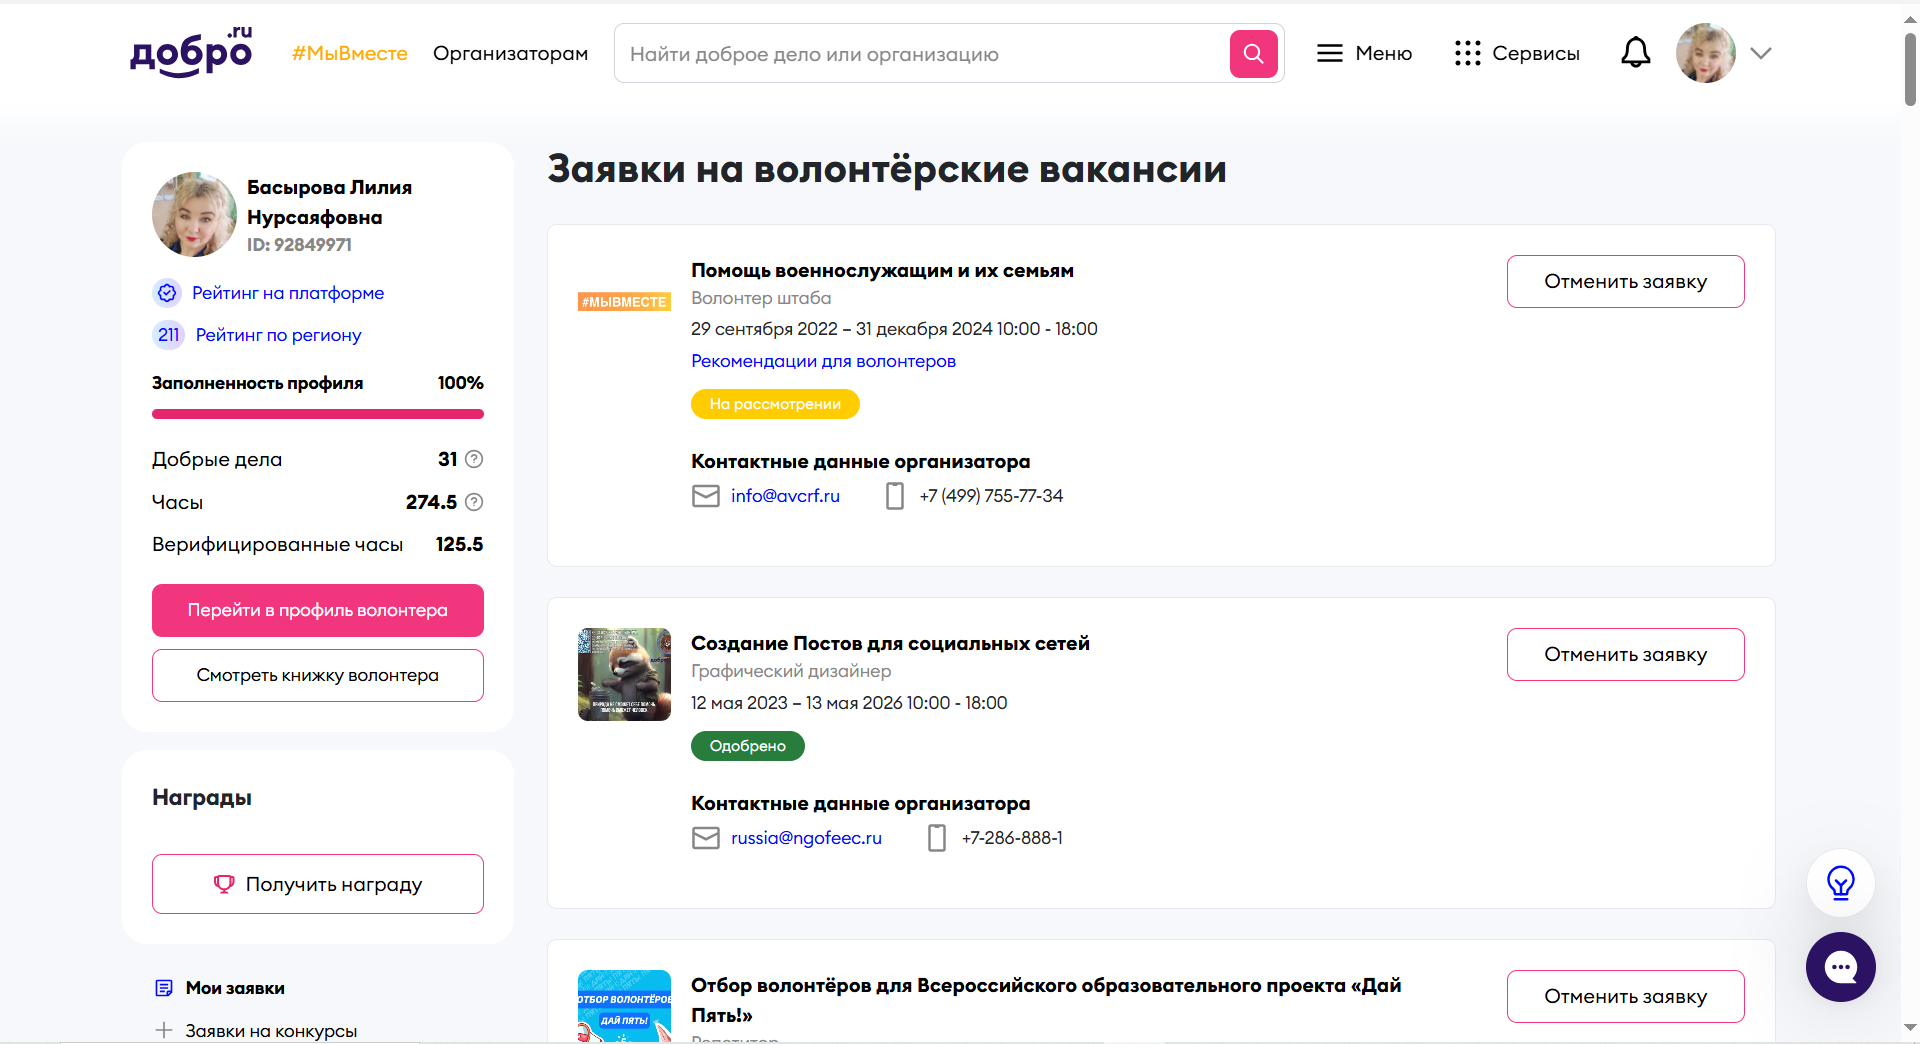 добро.ru
#МыВместе
Организаторам
Найти доброе дело или организацию
Меню
Сервисы
Басырова Лилия
Нурсаяфовна
ID: 92849971
Рейтинг на платформе
211 Рейтинг по региону
Заполненность профиля 100%
Добрые дела 31
Часы 274.5
Верифицированные часы 125.5
Перейти в профиль волонтера
Смотреть книжку волонтера
Награды
Получить награду
Мои заявки
Заявки на конкурсы
Заявки на волонтёрские вакансии
#МЫВМЕСТЕ
Помощь военнослужащим и их семьям
Волонтер штаба
29 сентября 2022 – 31 декабря 2024 10:00 - 18:00
Рекомендации для волонтеров
На рассмотрении
Контактные данные организатора
info@avcrf.ru
+7 (499) 755-77-34
Отменить заявку
Создание Постов для социальных сетей
Графический дизайнер
12 мая 2023 – 13 мая 2026 10:00 - 18:00
Одобрено
Контактные данные организатора
russia@ngofeec.ru
+7-286-888-1
Отменить заявку
ОТБОР ВОЛОНТЁРОВ
ДАЙ ПЯТЬ!
Отбор волонтёров для Всероссийского образовательного проекта «Дай
Пять!»
Репетитор
Отменить заявку